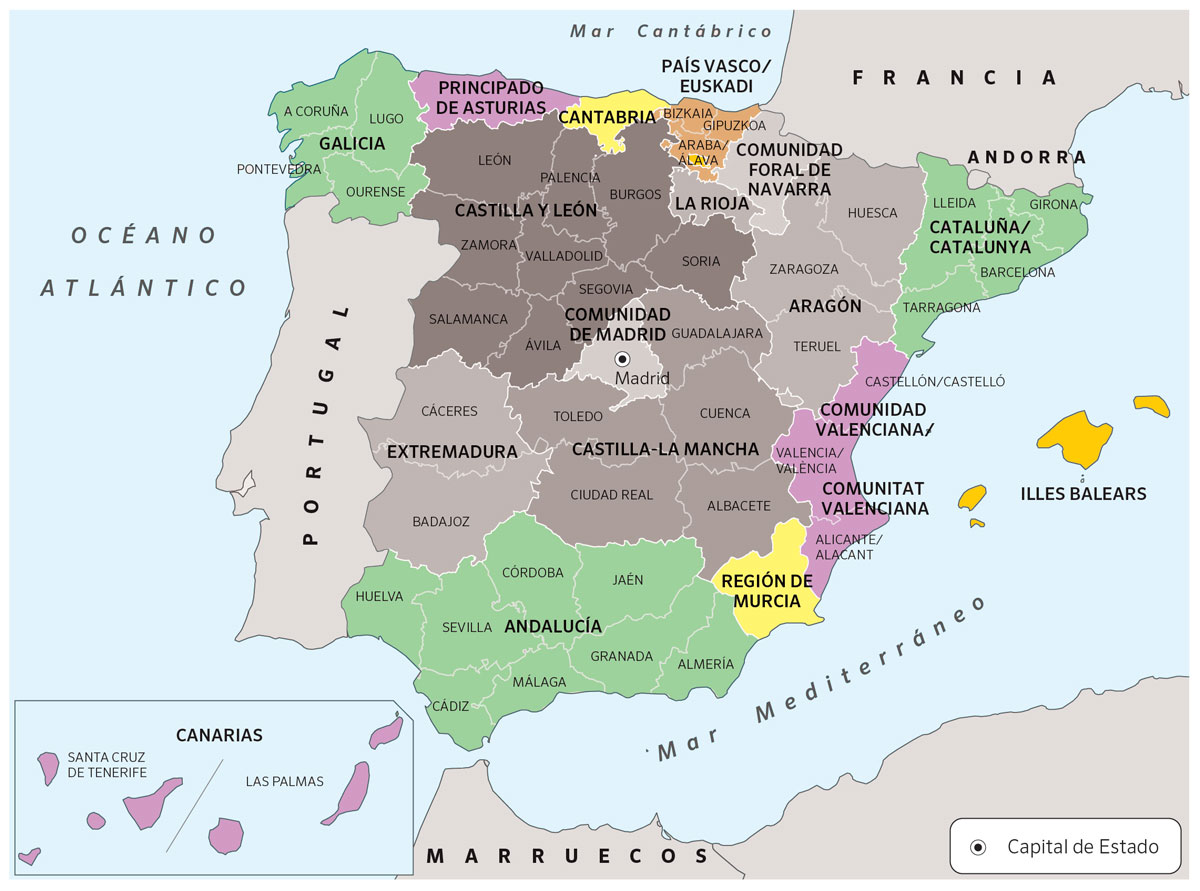 Mar Cantábrico
FRANCIA
PAÍS VASCO/
EUSKADI
PRINCIPADO
DE ASTURIAS
CANTABRIA
BIZKAIA
GIPUZKOA
ARABA/
ÁLAVA
A CORUÑA
LUGO
GALICIA
PONTEVEDRA
OURENSE
COMUNIDAD
FORAL DE
NAVARRA
ANDORRA
LEÓN
PALENCIA
BURGOS
LA RIOJA
HUESCA
LLEIDA
GIRONA
CATALUÑA/
CATALUNYA
BARCELONA
TARRAGONA
CASTILLA Y LEÓN
ZAMORA
VALLADOLID
SORIA
ZARAGOZA
ARAGÓN
TERUEL
SEGOVIA
SALAMANCA
ÁVILA
COMUNIDAD
DE MADRID
Madrid
GUADALAJARA
OCÉANO
ATLÁNTICO
PORTUGAL
CÁCERES
EXTREMADURA
BADAJOZ
TOLEDO
CUENCA
CASTILLA-LA MANCHA
CIUDAD REAL
ALBACETE
CASTELLÓN/CASTELLÓ
COMUNIDAD
VALENCIANA/
VALENCIA/
VALÈNCIA
COMUNITAT
VALENCIANA
ALICANTE/
ALACANT
ILLES BALEARS
REGIÓN DE
MURCIA
HUELVA
SEVILLA
CÓRDOBA
JAÉN
ANDALUCÍA
GRANADA
ALMERÍA
MÁLAGA
CÁDIZ
Mar Mediterráneo
CANARIAS
SANTA CRUZ
DE TENERIFE
LAS PALMAS
MARRUECOS
Capital de Estado